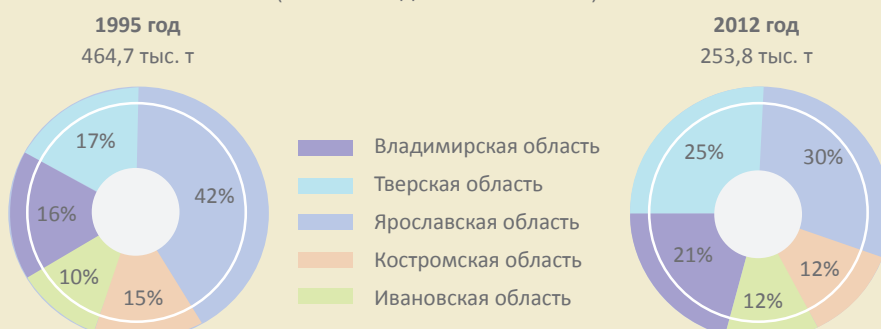 1995 год
464,7 тыс. т
2012 год
253,8 тыс. т
17%
42%
16%
10%
15%
Владимирская область
Тверская область
Ярославская область
Костромская область
Ивановская область
25%
30%
21%
12%
12%